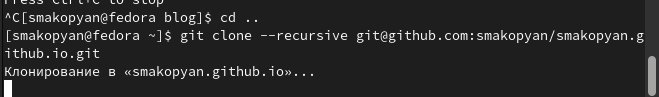 Press Ctrl+C to stop
^C[smakopyan@fedora blog]$ cd ..
[smakopyan@fedora ~]$ git clone --recursive git@github.com:smakopyan/smakopyan.g
ithub.io.git
Клонирование в «smakopyan.github.io»...